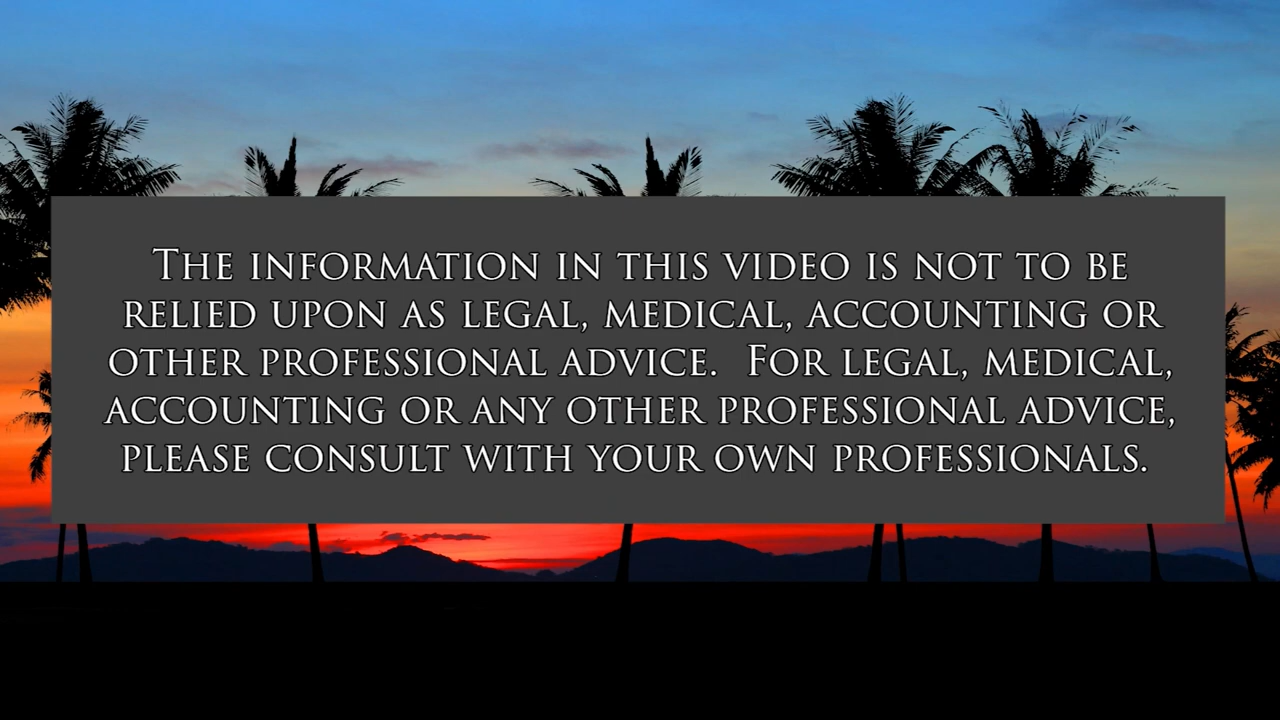 The information in this video is not to be
relied upon as legal, medical, accounting or
other professional advice.  For legal, medical,
accounting or any other professional advice,
please consult with your own professionals.